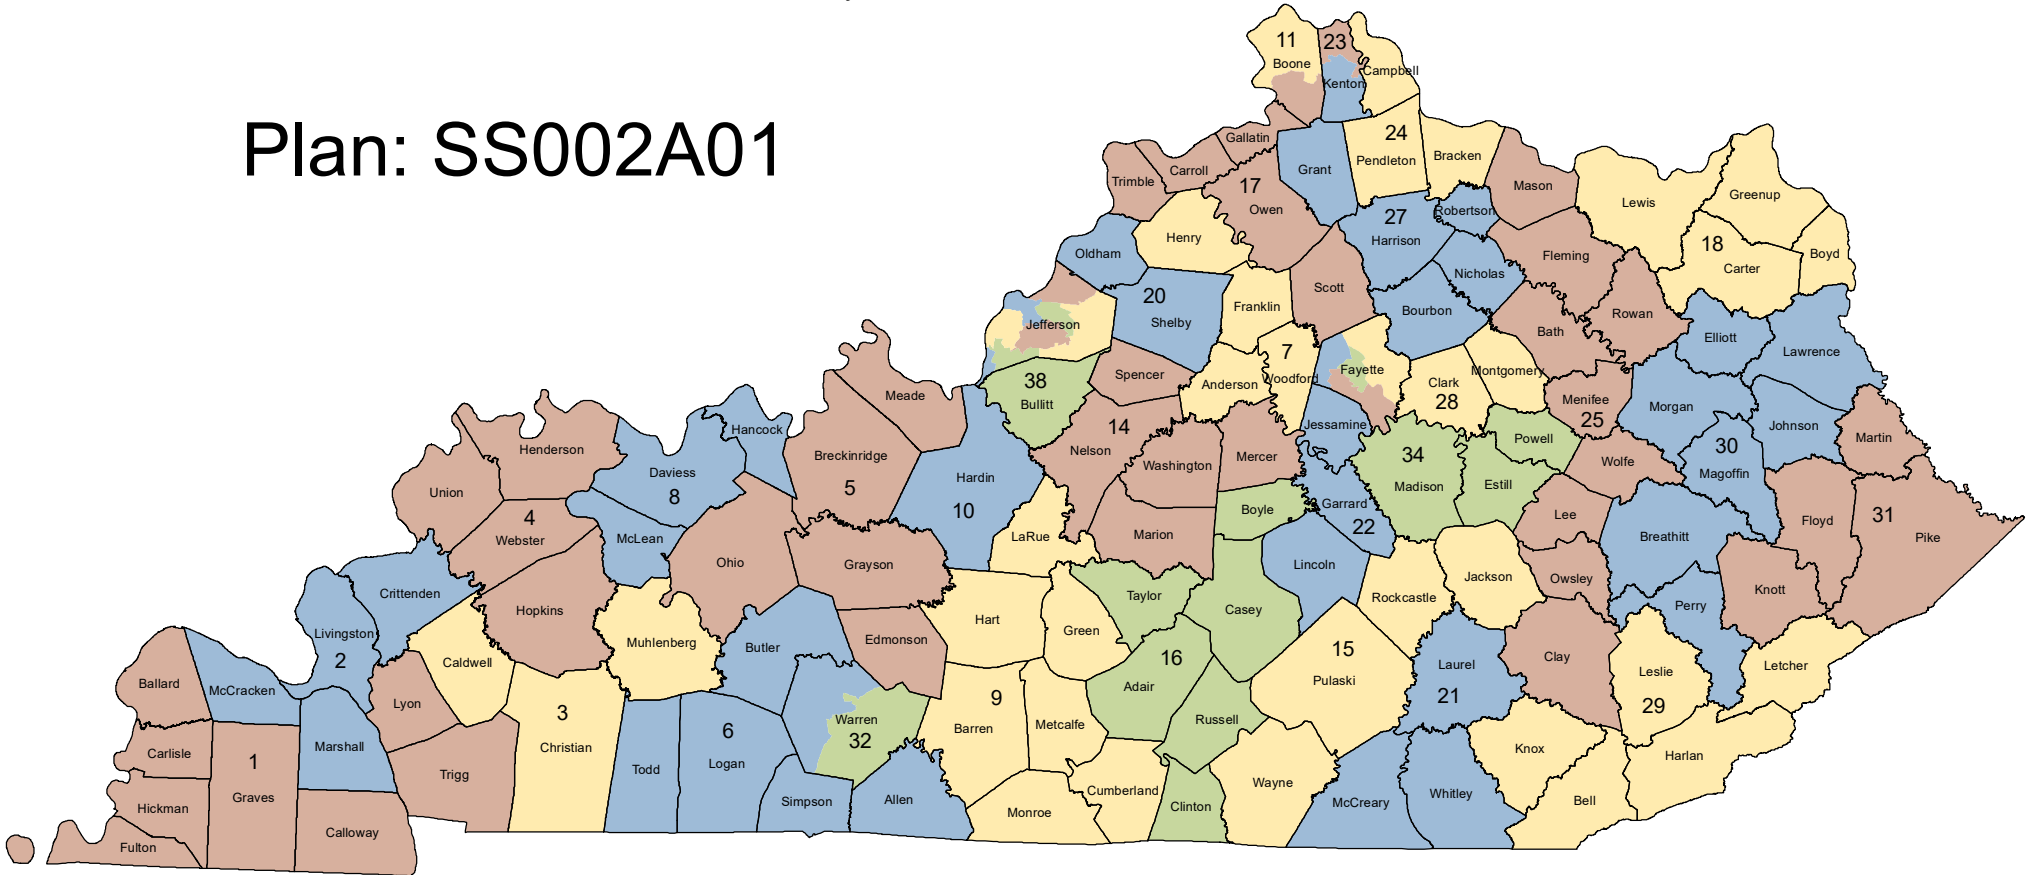 Plan: SS002A01
11
23
Boone
Campbell
Kenton
24
Gallatin
Pendleton
Bracken
Carroll
Grant
Trimble
17
Mason
Owen
Lewis
Greenup
Robertson
27
Henry
Harrison
18
Oldham
Fleming
Boyd
Carter
Nicholas
20
Scott
Franklin
Bourbon
Shelby
Jefferson
Rowan
Bath
Elliott
Lawrence
7
Fayette
Montgomery
38
Spencer
Woodford
Anderson
Clark
28
Bullitt
Meade
Menifee
25
Morgan
14
Jessamine
Johnson
Hancock
Powell
Martin
30
Henderson
Nelson
Breckinridge
Washington
Mercer
34
Wolfe
Daviess
8
Hardin
Magoffin
Union
5
Madison
Estill
10
Boyle
Garrard
22
Lee
4
Floyd
31
Webster
McLean
LaRue
Marion
Breathitt
Pike
Ohio
Grayson
Lincoln
Jackson
Owsley
Crittenden
Taylor
Rockcastle
Knott
Hopkins
Casey
Perry
Hart
Green
Livingston
2
Muhlenberg
Edmonson
Butler
15
Caldwell
16
Clay
Laurel
21
Letcher
Leslie
29
Ballard
McCracken
Adair
Pulaski
Lyon
3
9
Warren
32
Russell
Metcalfe
Barren
6
Marshall
Christian
Knox
Carlisle
Harlan
1
Logan
Todd
Trigg
Wayne
Graves
Cumberland
Whitley
Hickman
Simpson
Allen
Clinton
McCreary
Bell
Monroe
Calloway
Fulton